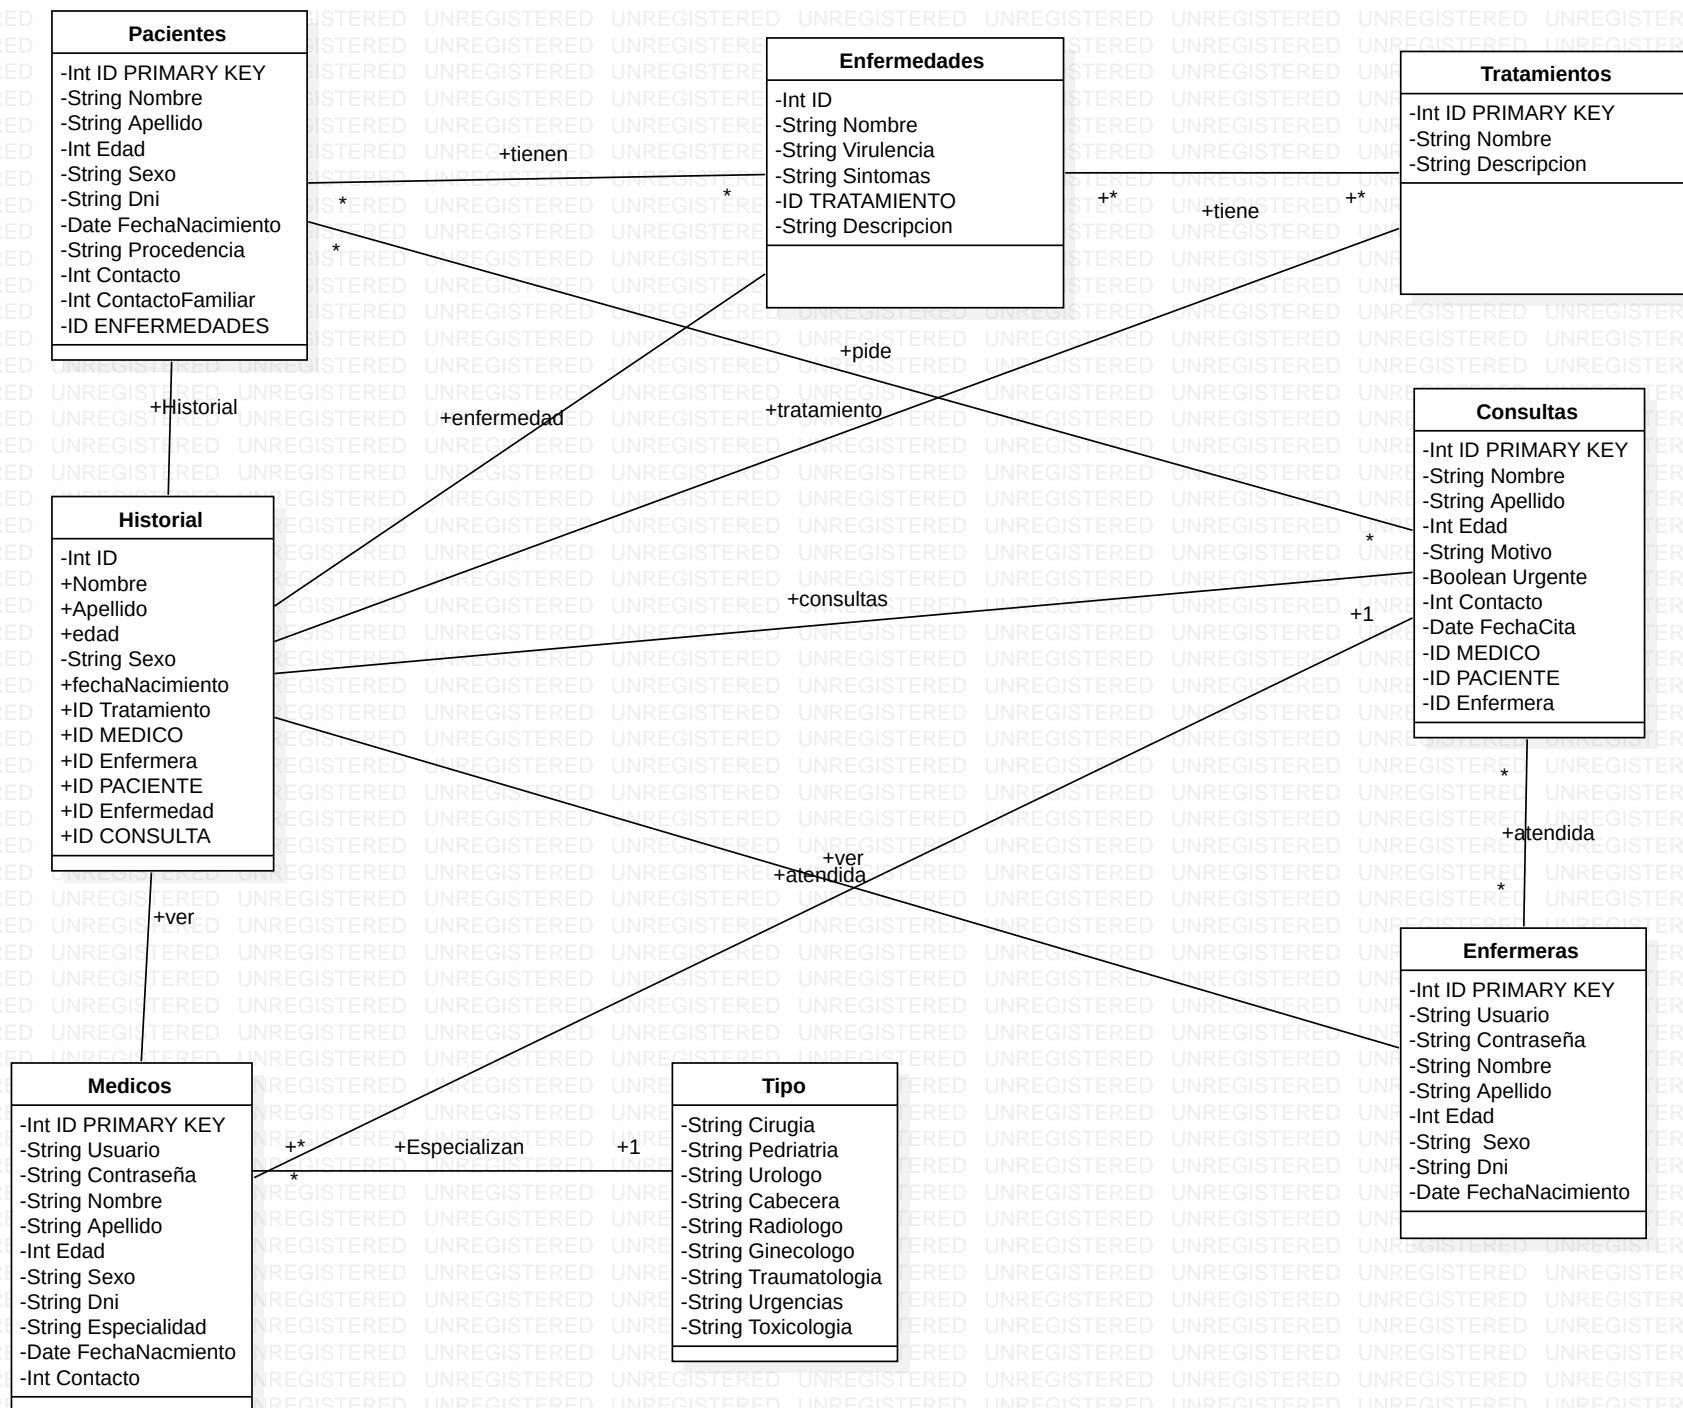 Pacientes
-Int ID PRIMARY KEY
-String Nombre
-String Apellido
-Int Edad
-String Sexo
-String Dni
-Date FechaNacimiento
-String Procedencia
-Int Contacto
-Int ContactoFamiliar
-ID ENFERMEDADES
+tienen
*
*
*
Enfermedades
-Int ID
-String Nombre
-String Virulencia
-String Sintomas
-ID TRATAMIENTO
-String Descripcion
+*
+tiene
+*
Tratamientos
-Int ID PRIMARY KEY
-String Nombre
-String Descripcion
+Historial
+enfermedad
+pide
+tratamiento
Historial
-Int ID
+Nombre
+Apellido
+edad
-String Sexo
+fechaNacimiento
+ID Tratamiento
+ID MEDICO
+ID Enfermera
+ID PACIENTE
+ID Enfermedad
+ID CONSULTA
+consultas
*
+1
Consultas
-Int ID PRIMARY KEY
-String Nombre
-String Apellido
-Int Edad
-String Motivo
-Boolean Urgente
-Int Contacto
-Date FechaCita
-ID MEDICO
-ID PACIENTE
-ID Enfermera
*
+atendida
*
+ver
+atendida
+ver
Medicos
-Int ID PRIMARY KEY
-String Usuario
-String Contraseña
-String Nombre
-String Apellido
-Int Edad
-String Sexo
-String Dni
-String Especialidad
-Date FechaNacmiento
-Int Contacto
+*
*
+Especializan
+1
Tipo
-String Cirugia
-String Pedriatria
-String Urologo
-String Cabecera
-String Radiologo
-String Ginecologo
-String Traumatologia
-String Urgencias
-String Toxicologia
Enfermeras
-Int ID PRIMARY KEY
-String Usuario
-String Contraseña
-String Nombre
-String Apellido
-Int Edad
-String  Sexo
-String Dni
-Date FechaNacimiento
UNREGISTERED